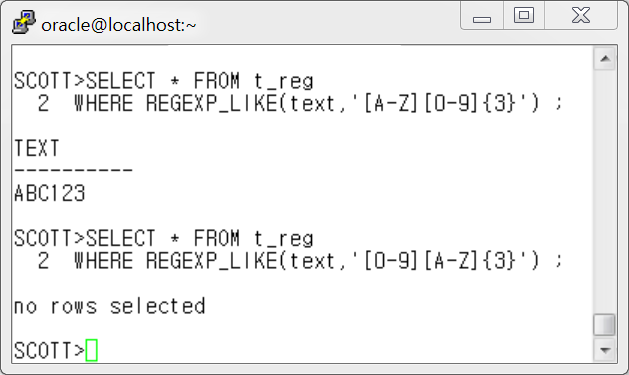 oracle@localhost:~
SCOTT>SELECT * FROM t_reg
  2  WHERE REGEXP_LIKE(text,'[A-Z][0-9]{3}') ;
TEXT
----------
ABC123
SCOTT>SELECT * FROM t_reg
  2  WHERE REGEXP_LIKE(text,'[0-9][A-Z]{3}') ;
no rows selected
SCOTT>